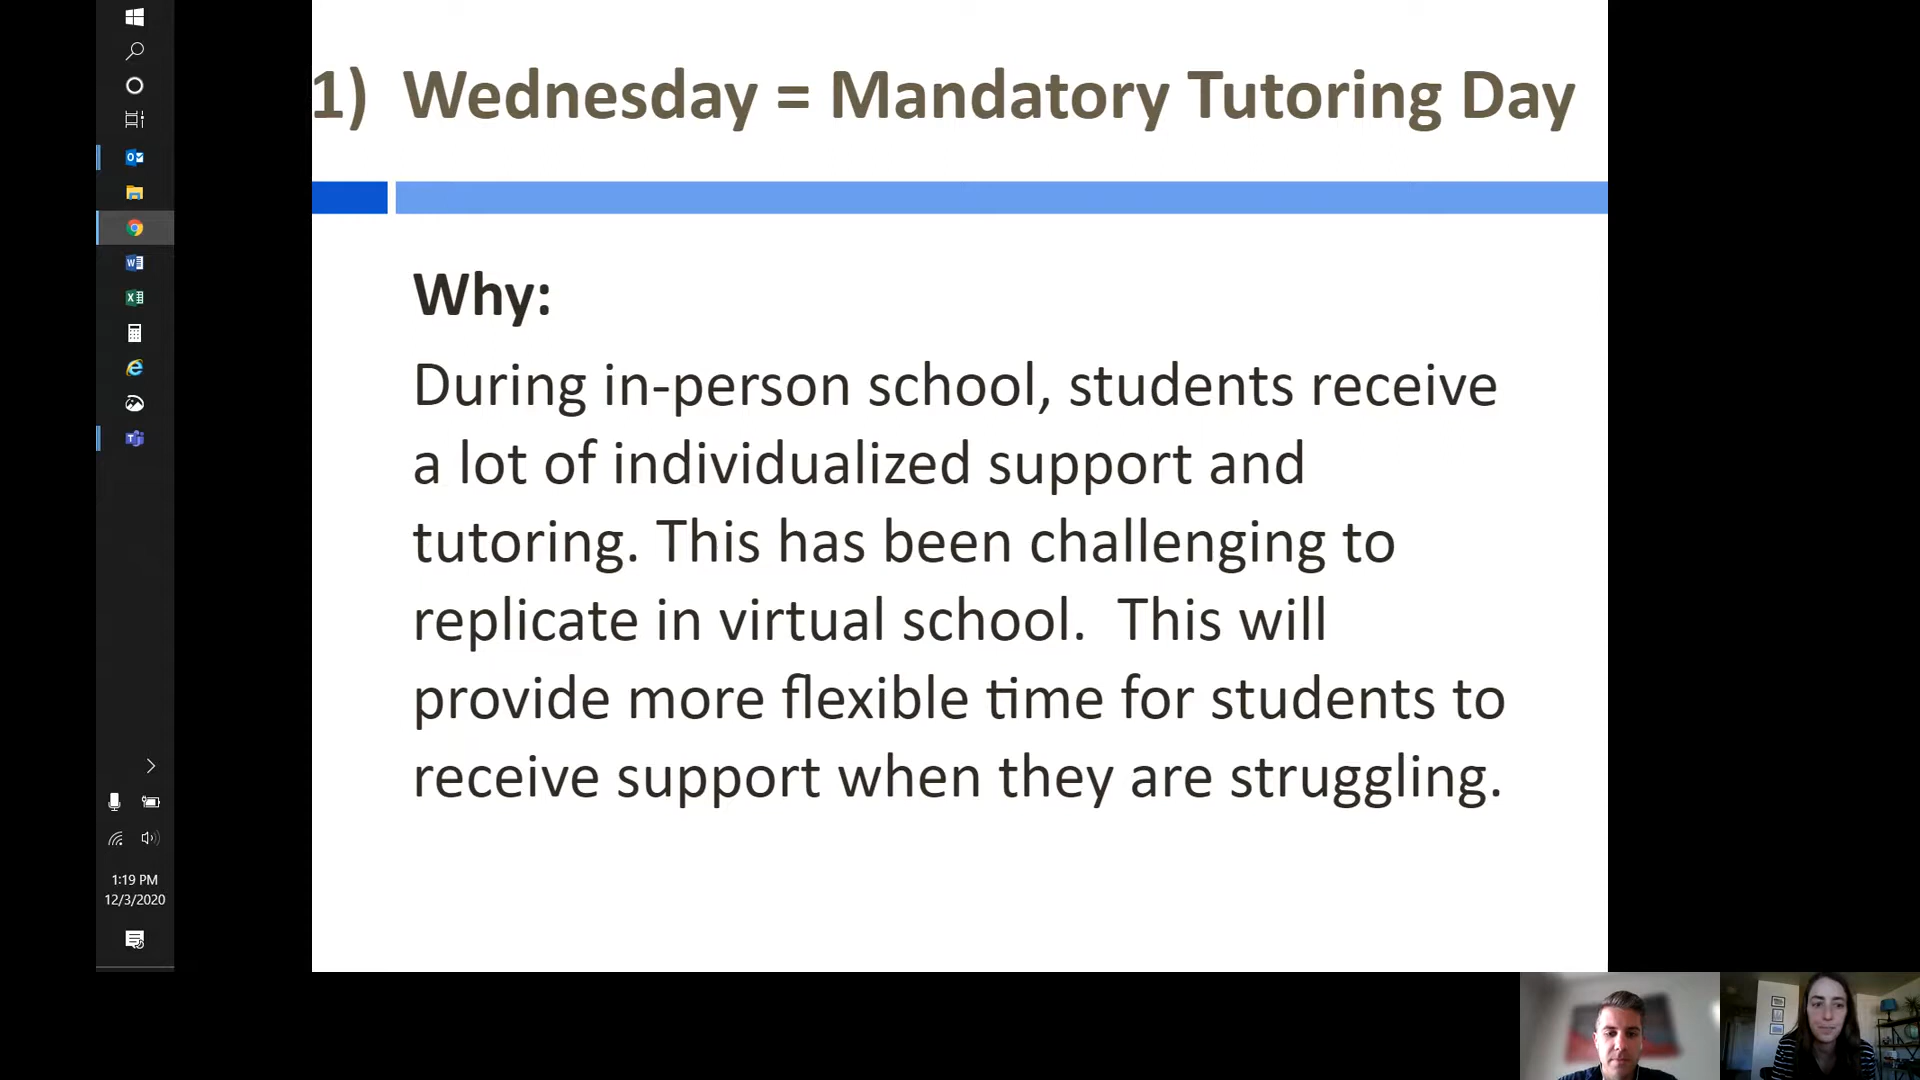 1) Wednesday = Mandatory Tutoring Day
Why:
During in-person school, students receive
a lot of individualized support and
tutoring. This has been challenging to
replicate in virtual school.  This will
provide more flexible time for students to
receive support when they are struggling.
1:19 PM
12/3/2020